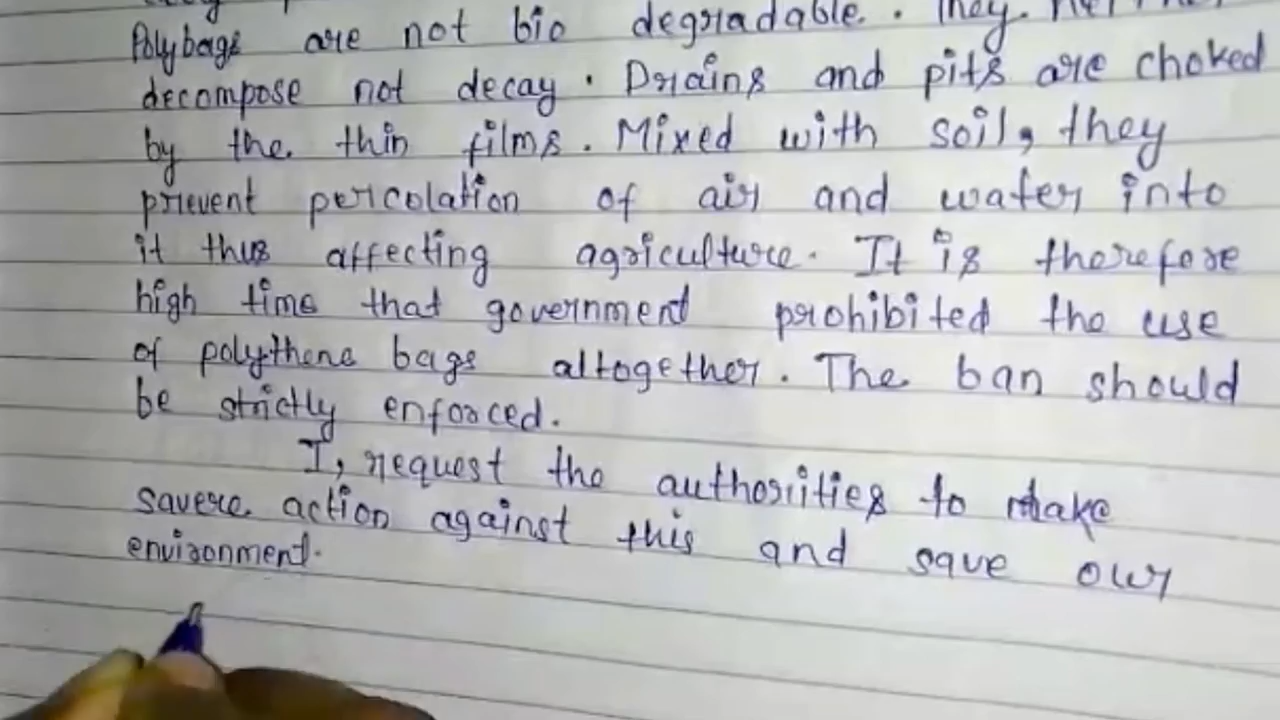 Polybags are not bio degradable. They
decompose not decay. Drains and pits are choked
by the thin films. Mixed with soil, they
prievent percolation of air and water into
it thus affecting agriculture. It is therefore
high time that government prohibited the use
of polythene bags altogether. The ban should
be strictly enforced.
I, request the authorities to make
savere action against this and save our
environment.